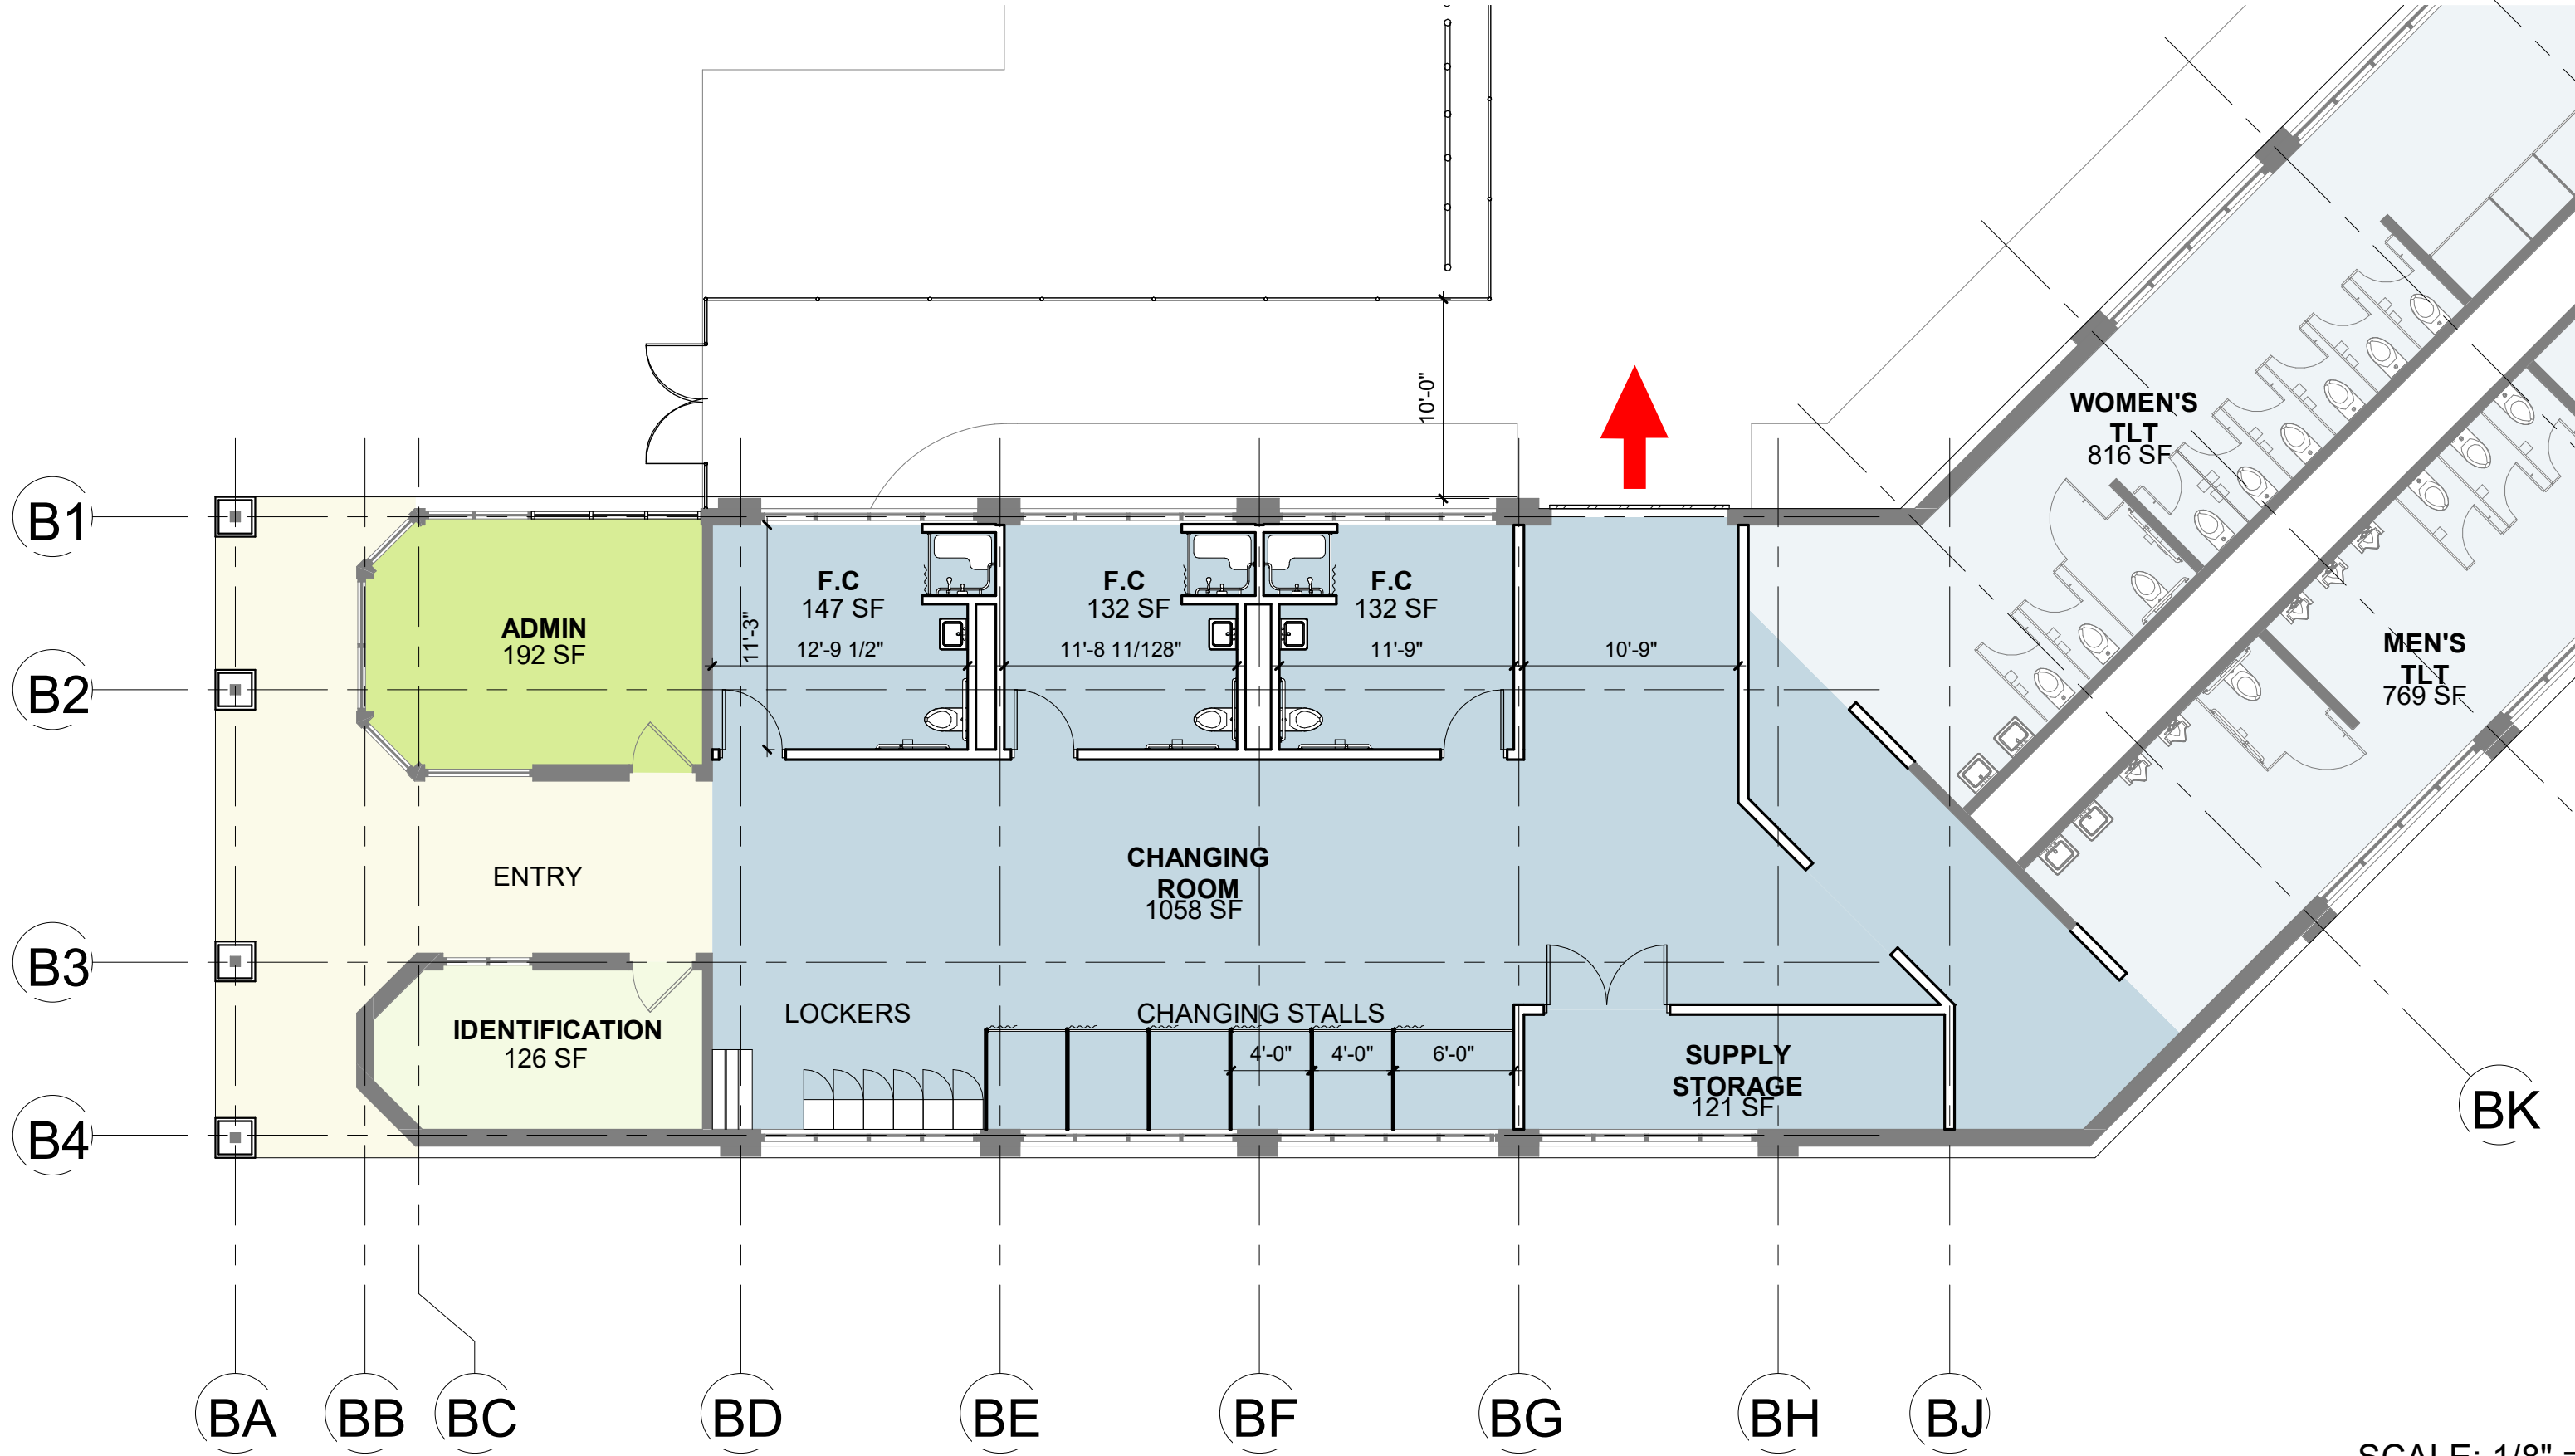 10'-0"
WOMEN'S
TLT
816 SF
B1
F.C
147 SF
F.C
132 SF
F.C
132 SF
ADMIN
192 SF
11'-3"
12'-9 1/2"
11'-8 11/128"
11'-9"
10'-9"
MEN'S
TLT
769 SF
B2
ENTRY
CHANGING
ROOM
1058 SF
B3
LOCKERS
CHANGING STALLS
IDENTIFICATION
126 SF
4'-0"
4'-0"
6'-0"
SUPPLY
STORAGE
121 SF
B4
BK
BA
BB
BC
BD
BE
BF
BG
BH
BJ
SCALE: 1/8"